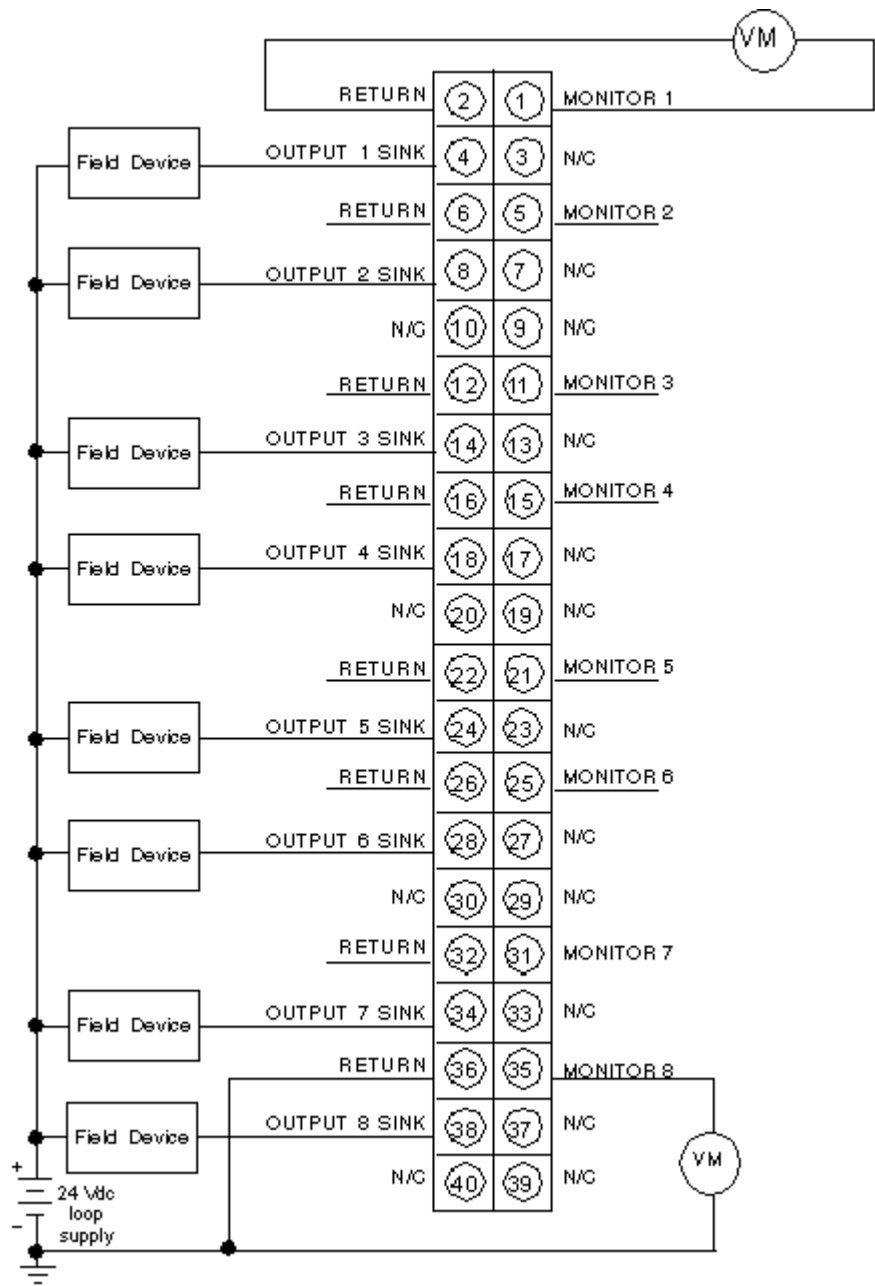 VM
RETURN 2 1 MONITOR 1
Field Device OUTPUT 1 SINK 4 3 N/C
RETURN 6 5 MONITOR 2
Field Device OUTPUT 2 SINK 8 7 N/C
N/C 10 9 N/C
RETURN 12 11 MONITOR 3
Field Device OUTPUT 3 SINK 14 13 N/C
RETURN 16 15 MONITOR 4
Field Device OUTPUT 4 SINK 18 17 N/C
N/C 20 19 N/C
RETURN 22 21 MONITOR 5
Field Device OUTPUT 5 SINK 24 23 N/C
RETURN 26 25 MONITOR 6
Field Device OUTPUT 6 SINK 28 27 N/C
N/C 30 29 N/C
RETURN 32 31 MONITOR 7
Field Device OUTPUT 7 SINK 34 33 N/C
RETURN 36 35 MONITOR 8
Field Device OUTPUT 8 SINK 38 37 N/C
VM
N/C 40 39 N/C
+
24 Vdc
loop
supply
-